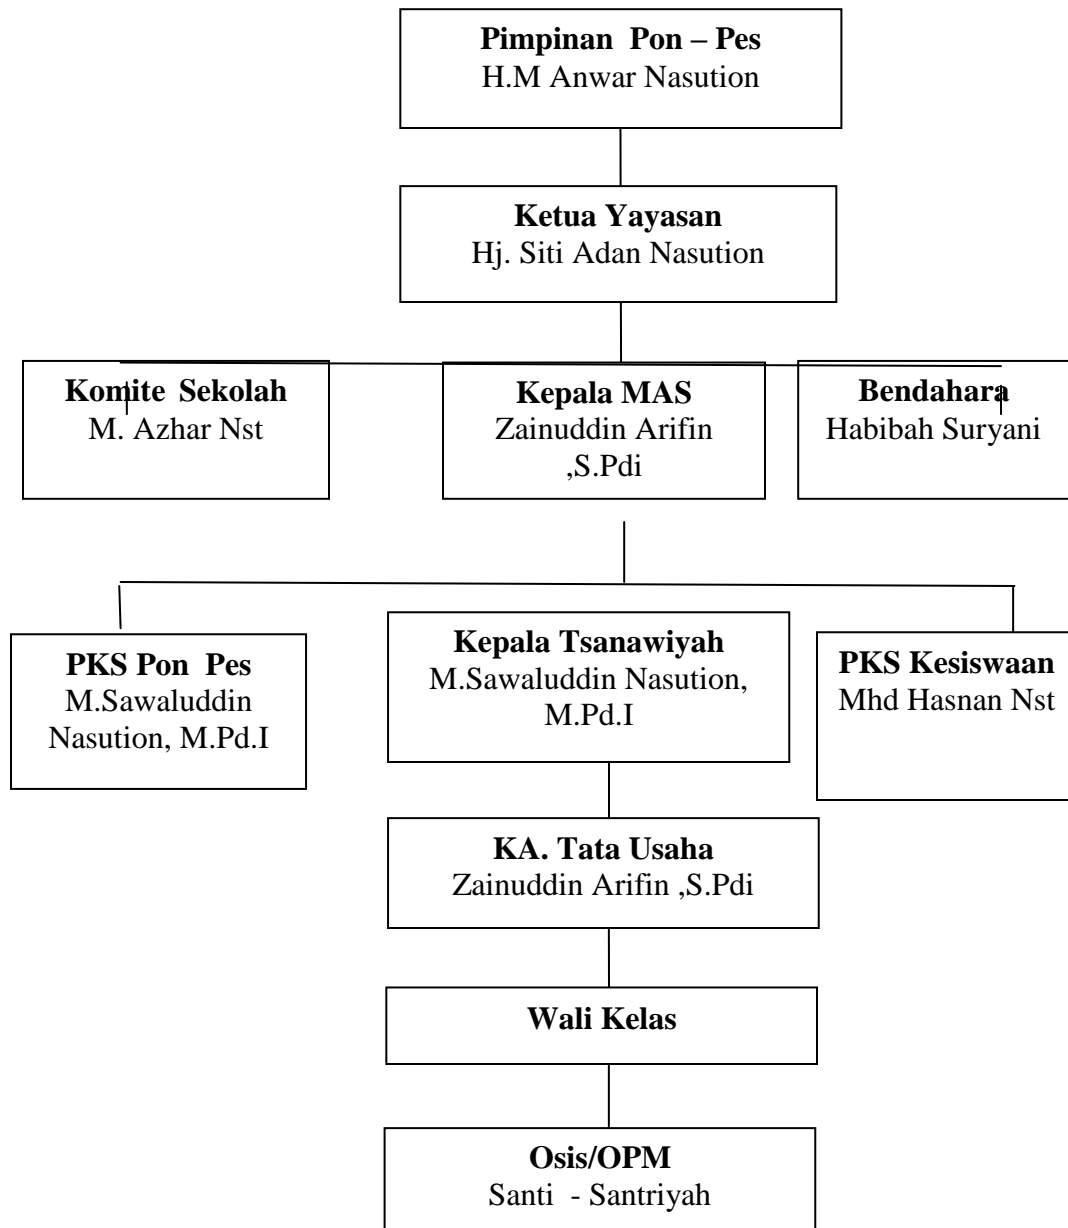 Pimpinan Pon – Pes
H.M Anwar Nasution
Ketua Yayasan
Hj. Siti Adan Nasution
Komite Sekolah
M. Azhar Nst
Kepala MAS
Zainuddin Arifin
,S.Pdi
Bendahara
Habibah Suryani
PKS Pon Pes
M.Sawaluddin
Nasution, M.Pd.I
Kepala Tsanawiyah
M.Sawaluddin Nasution,
M.Pd.I
PKS Kesiswaan
Mhd Hasnan Nst
KA. Tata Usaha
Zainuddin Arifin ,S.Pdi
Wali Kelas
Osis/OPM
Santi - Santriyah